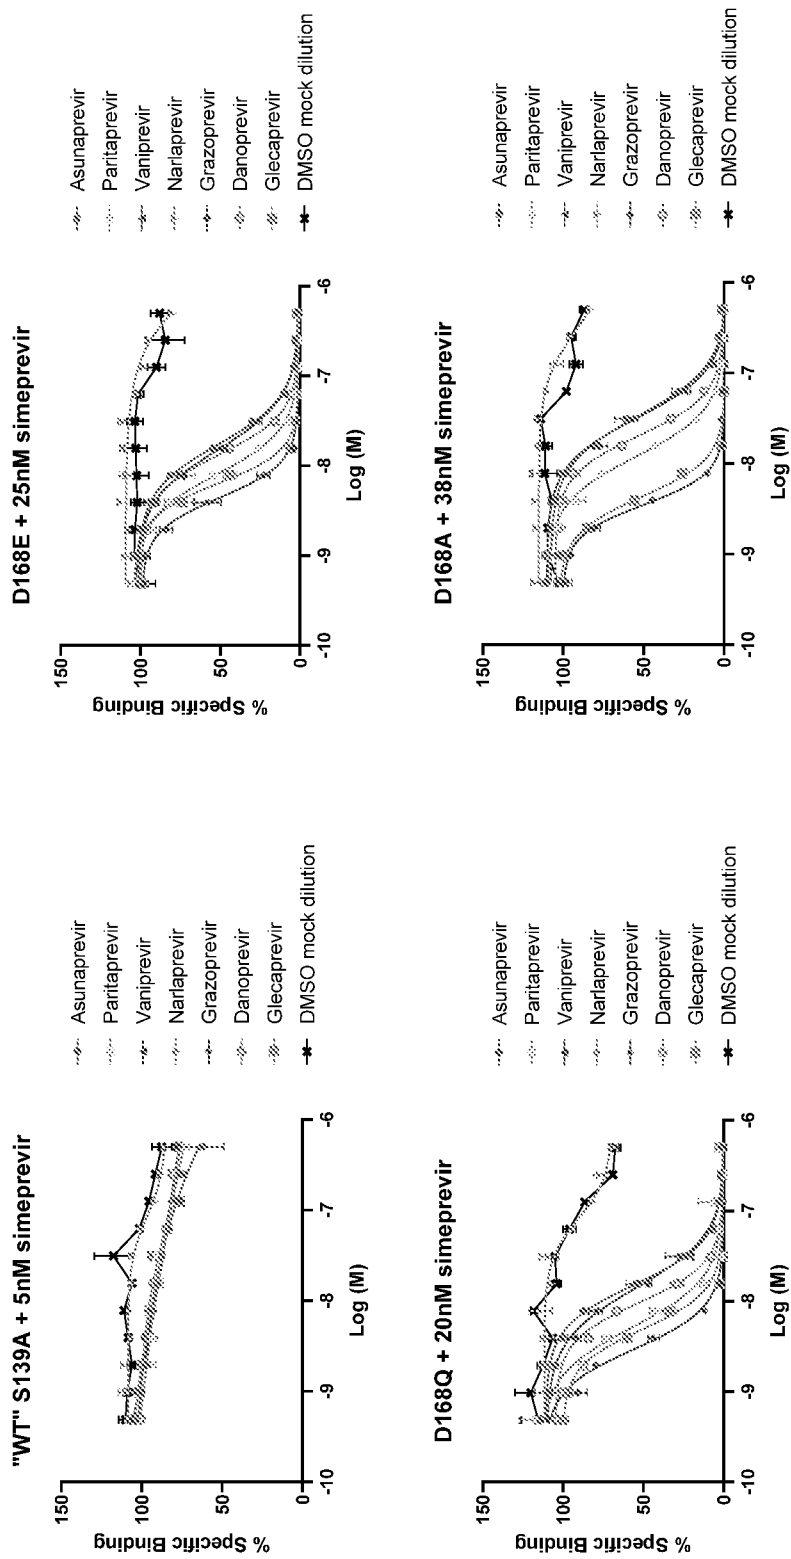 "WT" S139A + 5nM simeprevir
% Specific Binding
150
100
50
0
-10
-9
-8
-7
-6
Log (M)
Asunaprevir
Paritaprevir
Vaniprevir
Narlaprevir
Grazoprevir
Danoprevir
Glecaprevir
DMSO mock dilution
D168E + 25nM simeprevir
% Specific Binding
150
100
50
0
-10
-9
-8
-7
-6
Log (M)
Asunaprevir
Paritaprevir
Vaniprevir
Narlaprevir
Grazoprevir
Danoprevir
Glecaprevir
DMSO mock dilution
D168Q + 20nM simeprevir
% Specific Binding
150
100
50
0
-10
-9
-8
-7
-6
Log (M)
Asunaprevir
Paritaprevir
Vaniprevir
Narlaprevir
Grazoprevir
Danoprevir
Glecaprevir
DMSO mock dilution
D168A + 38nM simeprevir
% Specific Binding
150
100
50
0
-10
-9
-8
-7
-6
Log (M)
Asunaprevir
Paritaprevir
Vaniprevir
Narlaprevir
Grazoprevir
Danoprevir
Glecaprevir
DMSO mock dilution